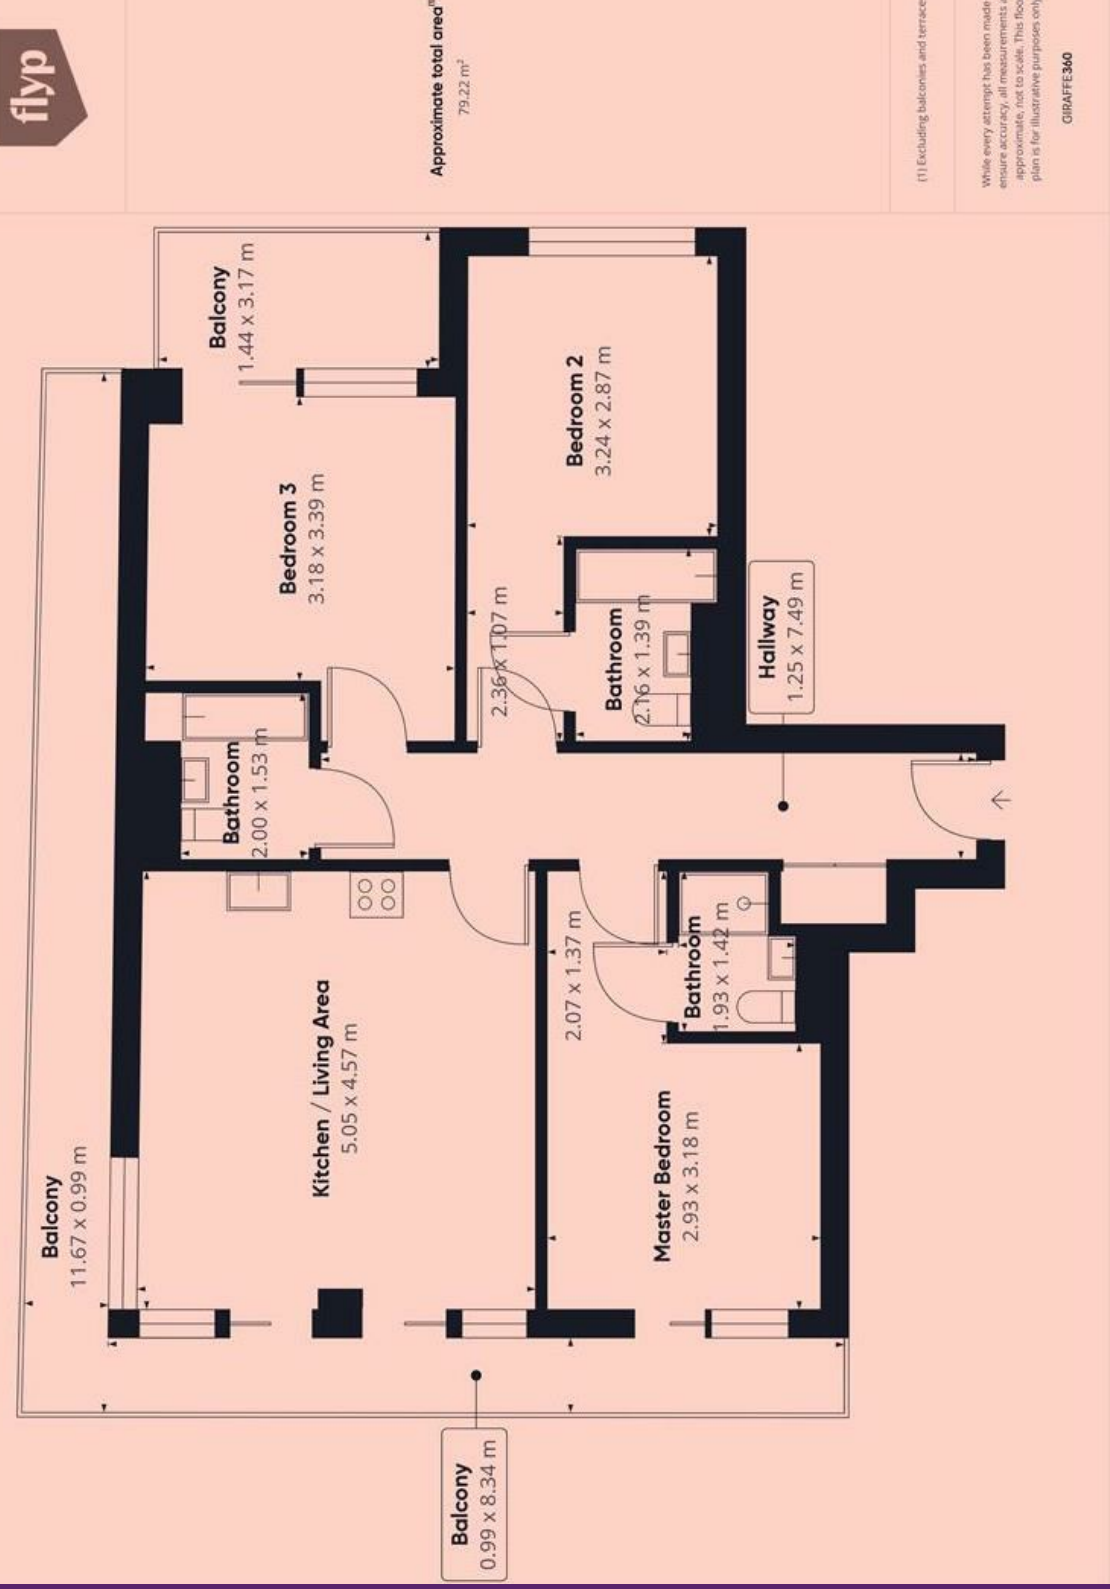 flyp
Approximate total area
79.22 m²
(1) Excluding balconies and terrace
While every attempt has been made
ensure accuracy, all measurements
approximate, not to scale. This
plan is for illustrative purposes
GIRAFFE360
Balcony
1.44 x 3.17 m
Bedroom 2
3.24 x 2.87 m
Bedroom 3
3.18 x 3.39 m
2.36 x 1.07 m
Bathroom
2.16 x 1.39 m
Hallway
1.25 x 7.49 m
Bathroom
2.00 x 1.53 m
Kitchen / Living Area
5.05 x 4.57 m
2.07 x 1.37 m
Bathroom
1.93 x 1.42 m
Master Bedroom
2.93 x 3.18 m
Balcony
11.67 x 0.99 m
Balcony
0.99 x 8.34 m